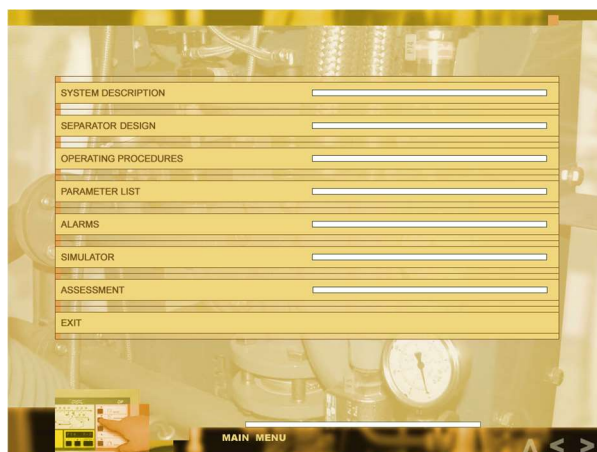 SYSTEM DESCRIPTION
SEPARATOR DESIGN
OPERATING PROCEDURES
PARAMETER LIST
ALARMS
SIMULATOR
ASSESSMENT
EXIT
MAIN MENU